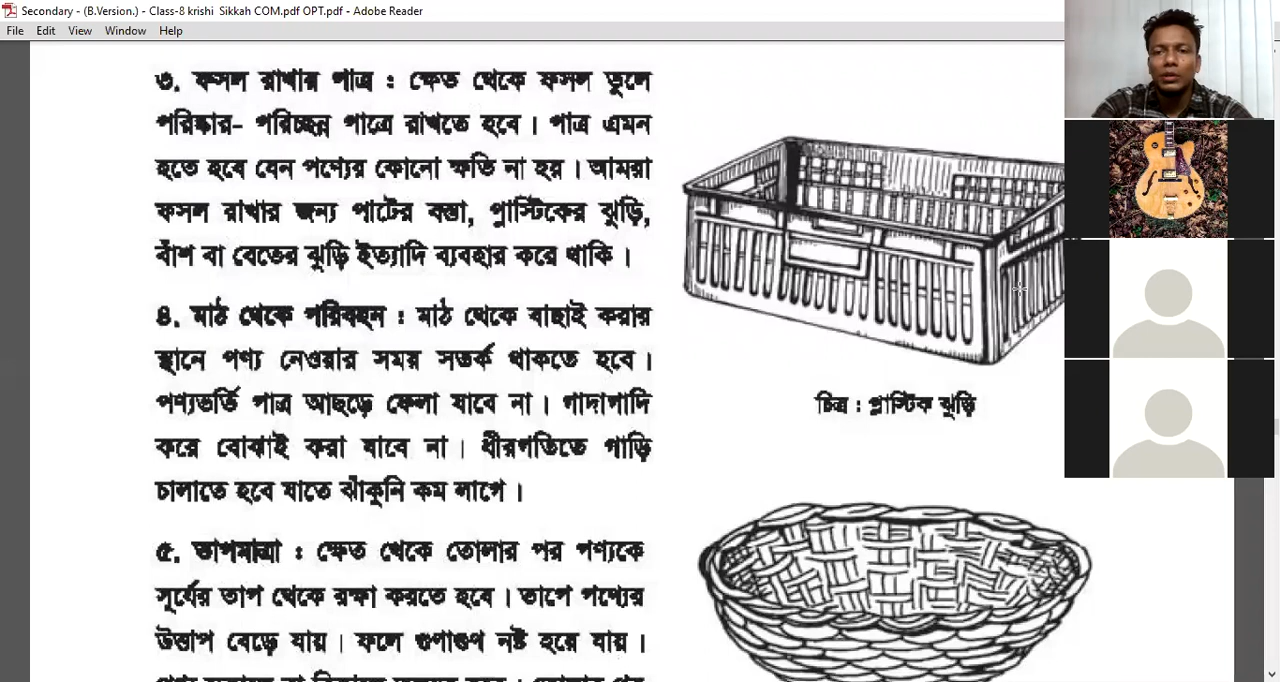 Secondary - (B.Version.) - Class-8 krishi Sikkah COM.pdf OPT.pdf - Adobe Reader
File Edit View Window Help
৩. ফসল রাখার পাত্র : ক্ষেত থেকে ফসল তুলে
পরিষ্কার- পরিচ্ছন্ন পাত্রে রাখতে হবে। পাত্র এমন
হতে হবে যেন পণ্যের কোনো ক্ষতি না হয়। আমরা
ফসল রাখার জন্য পাটের বস্তা, প্লাস্টিকের ঝুড়ি,
বাঁশ বা বেতের ঝুড়ি ইত্যাদি ব্যবহার করে থাকি।
৪. মাঠ থেকে পরিবহন : মাঠ থেকে বাছাই করার
স্থানে পণ্য নেওয়ার সময় সতর্ক থাকতে হবে।
পণ্যভর্তি পাত্র আছড়ে ফেলা যাবে না। গাদাগাদি
করে বোঝাই করা যাবে না। ধীরগতিতে গাড়ি
চালাতে হবে যাতে ঝাঁকুনি কম লাগে।
চিত্র : প্লাস্টিক ঝুড়ি
৫. তাপমাত্রা : ক্ষেত থেকে তোলার পর পণ্যকে
সূর্যের তাপ থেকে রক্ষা করতে হবে। তাপে পণ্যের
উত্তাপ বেড়ে যায়। ফলে গুণাগুণ নষ্ট হয়ে যায়।